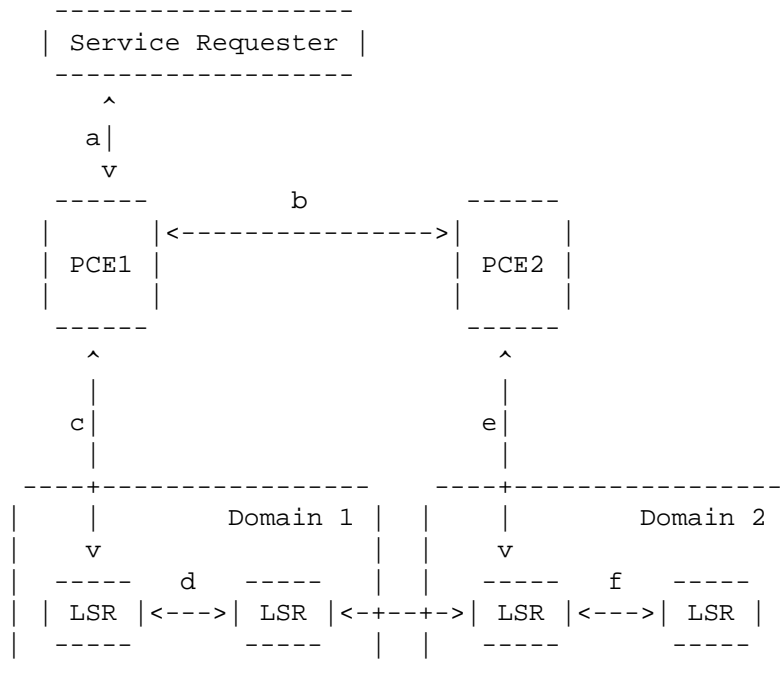 -------------------
| Service Requester |
-------------------
^
a|
v
------ b ------
| |<---------------->| |
| PCE1 | | PCE2 |
| | | |
------ ------
^ ^
| |
c| e|
| |
----+----------------- ----+-----------------
| | Domain 1 | | | Domain 2
| v | | v
| ----- d ----- | | ----- f -----
| | LSR |<--->| LSR |<-+--+->| LSR |<--->| LSR |
| ----- ----- | | ----- -----